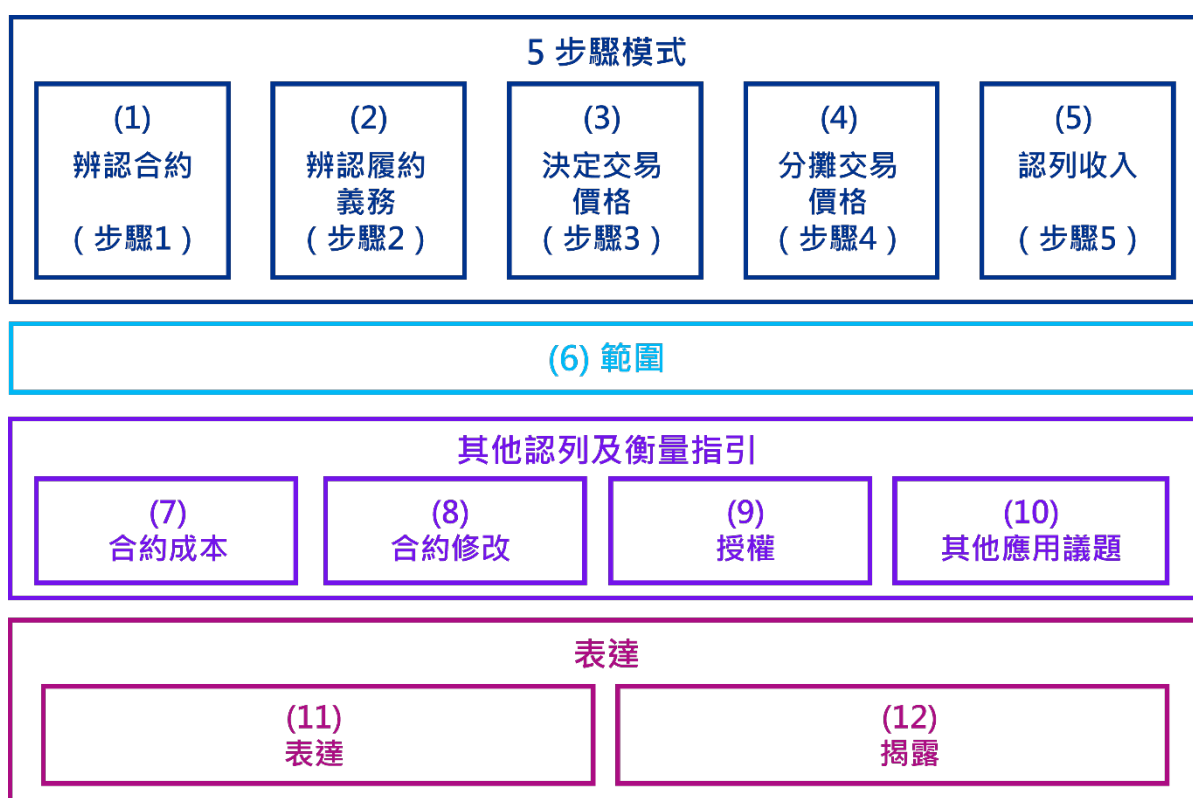 5 步驟模式
(1)
辨認合約
( 步驟1 )
(2)
辨認履約
義務
( 步驟2 )
(3)
決定交易
價格
( 步驟3 )
(4)
分攤交易
價格
( 步驟4 )
(5)
認列收入
( 步驟5 )
(6) 範圍
其他認列及衡量指引
(7)
合約成本
(8)
合約修改
(9)
授權
(10)
其他應用議題
表達
(11)
表達
(12)
揭露